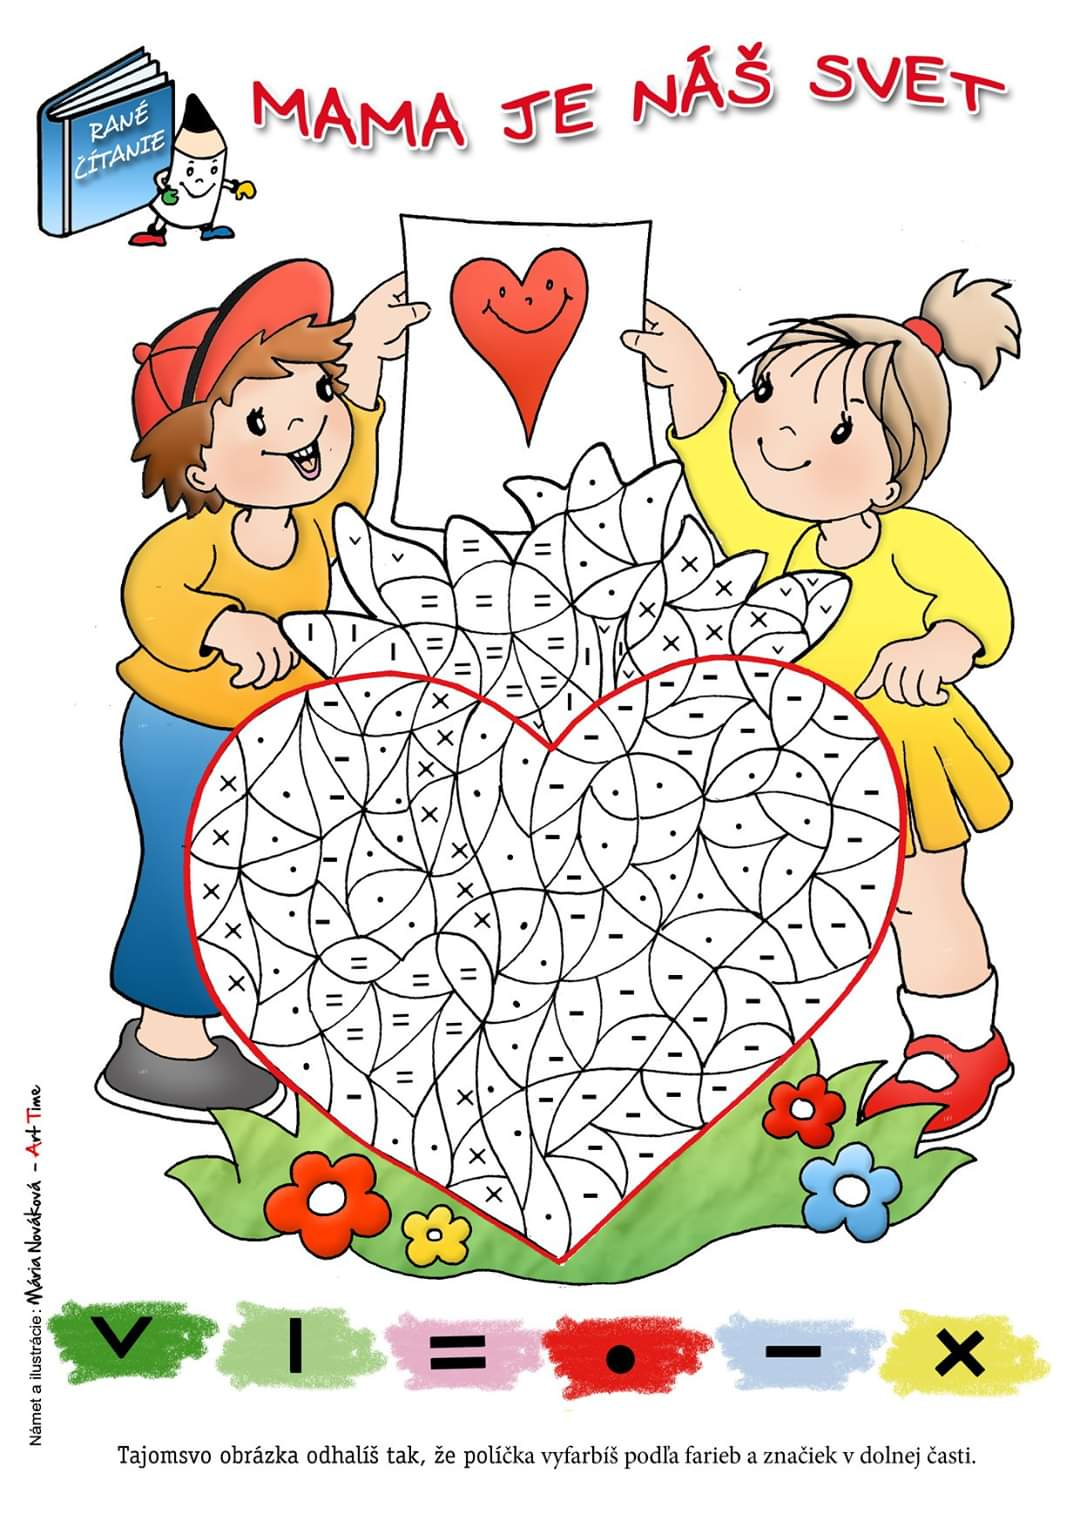 MAMA JE NÁŠ SVET
RANÉ
ČÍTANIE
Námet a ilustrácie: Mária Nováková - Art Time
Tajomsvo obrázka odhalíš tak, že políčka vyfarbíš podľa farieb a značiek v dolnej časti.